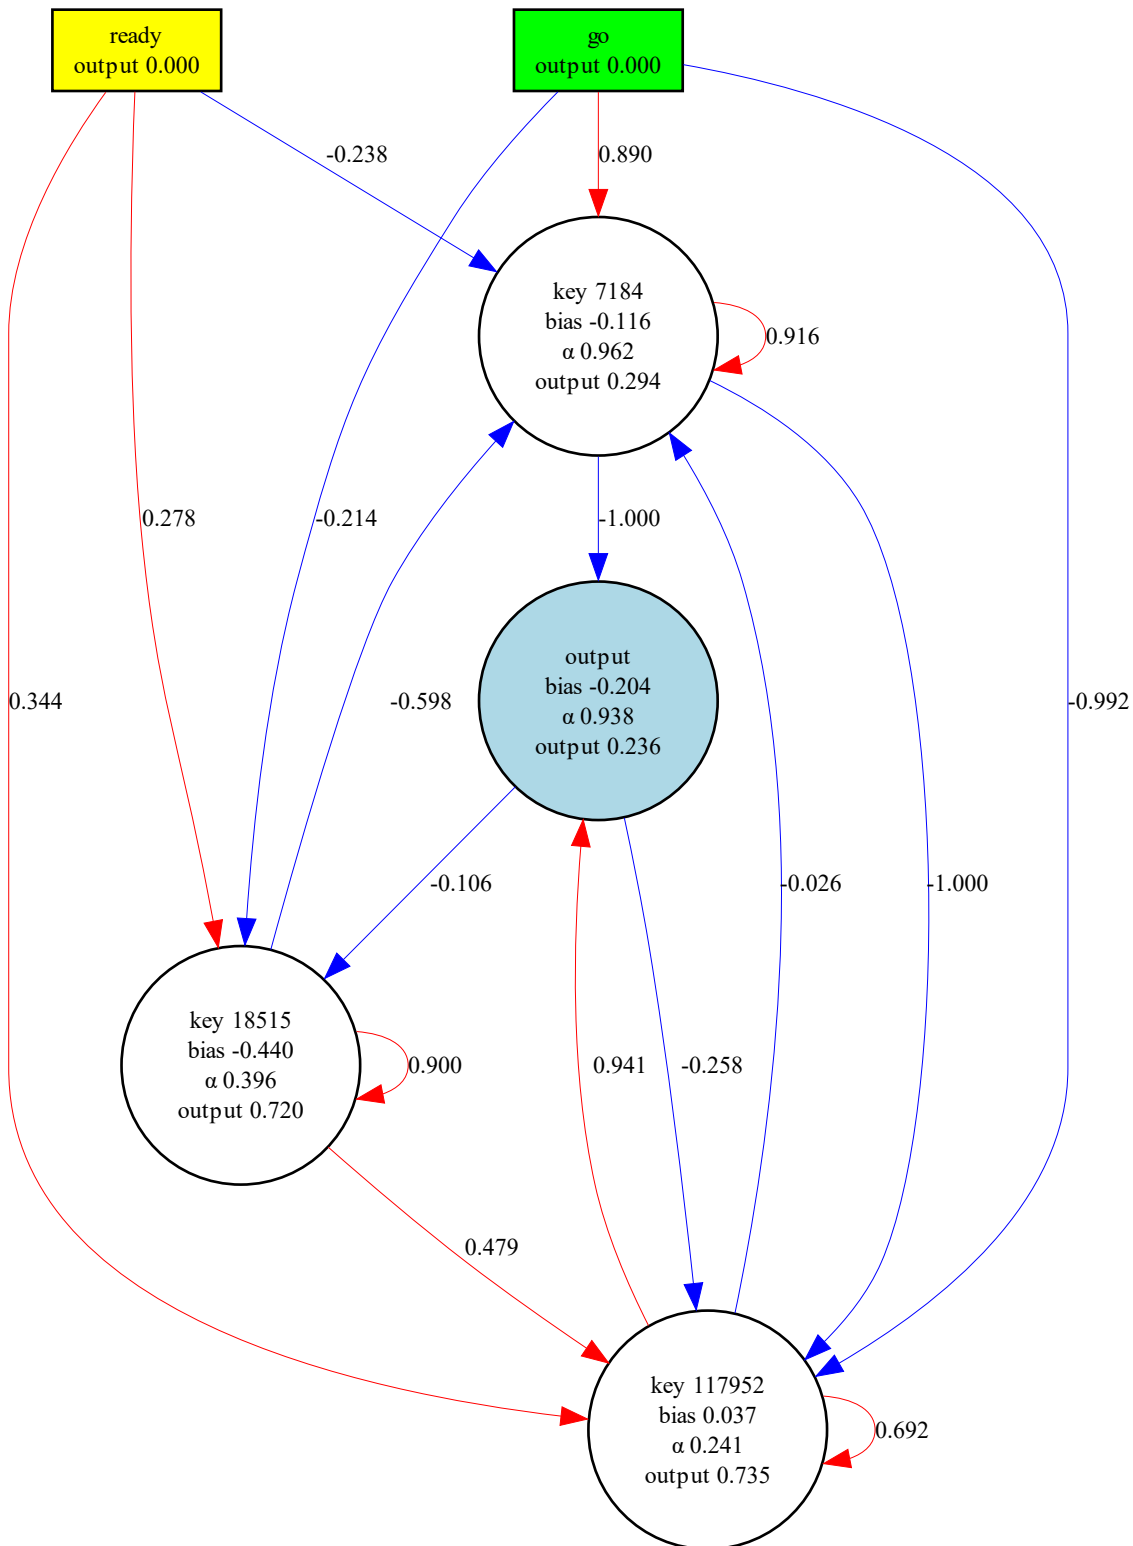 ready
output 0.000
go
output 0.000
-0.238
0.890
key 7184
bias -0.116
α 0.962
output 0.294
0.916
0.278
-0.214
-1.000
output
bias -0.204
α 0.938
output 0.236
0.344
-0.598
-0.992
-0.106
-0.026
-1.000
key 18515
bias -0.440
α 0.396
output 0.720
0.900
0.941
-0.258
0.479
key 117952
bias 0.037
α 0.241
output 0.735
0.692